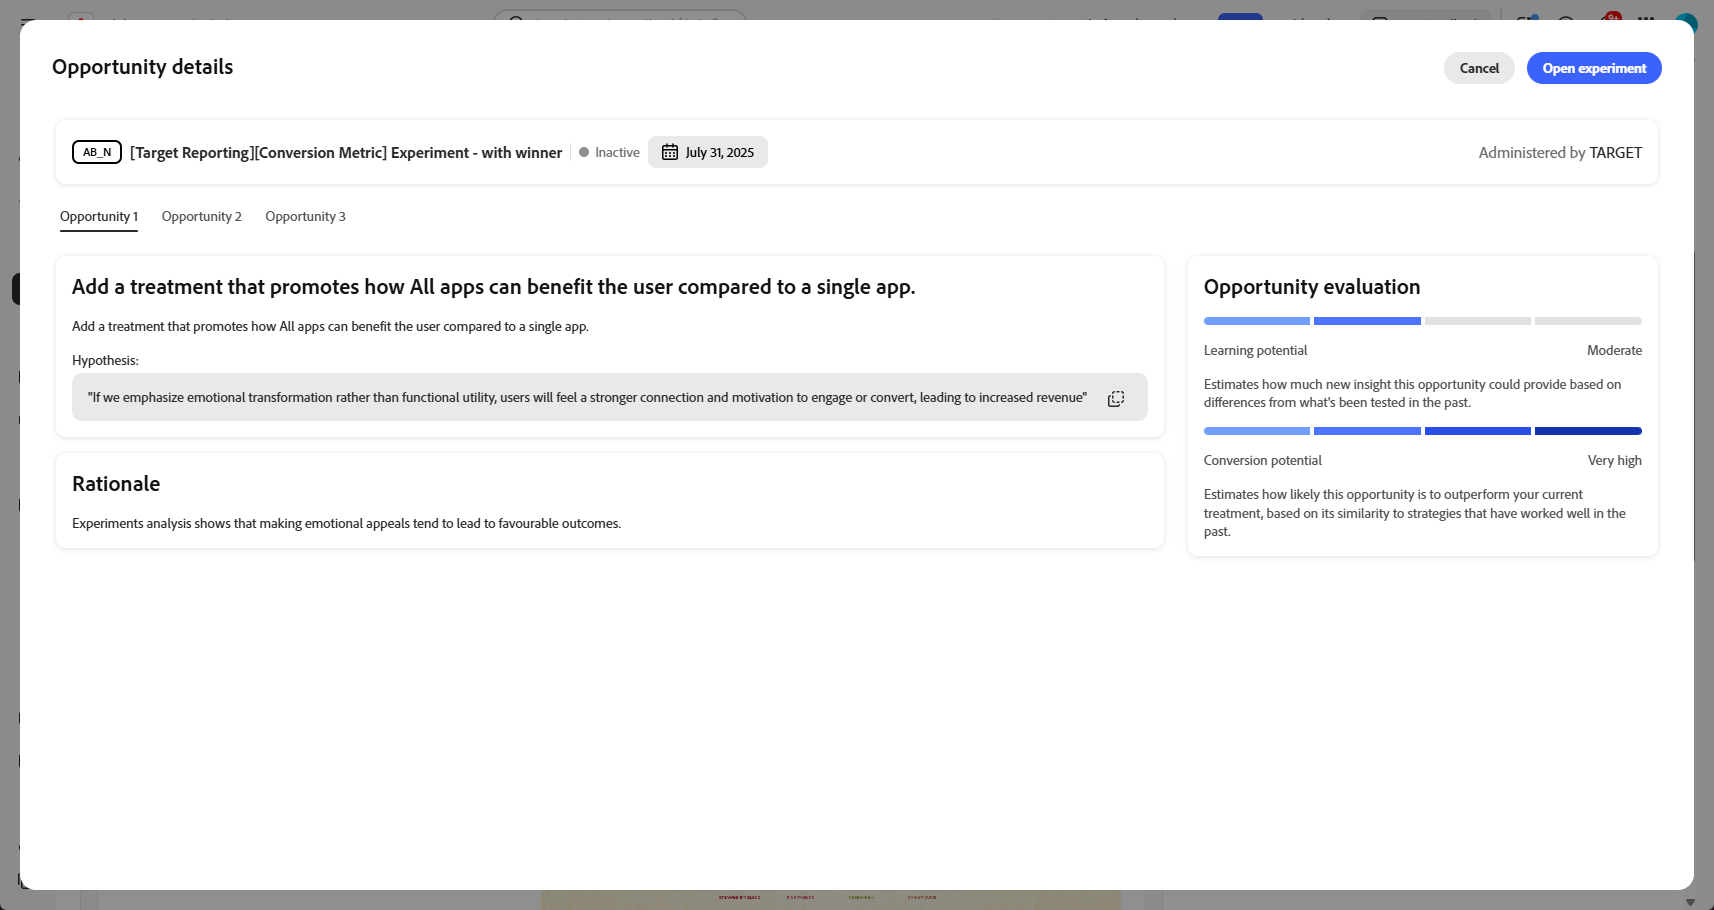 Opportunity details
Cancel
Open experiment
AB_N
[Target Reporting][Conversion Metric] Experiment - with winner
Inactive
July 31, 2025
Administered by TARGET
Opportunity 1
Opportunity 2
Opportunity 3
Add a treatment that promotes how All apps can benefit the user compared to a single app.
Add a treatment that promotes how All apps can benefit the user compared to a single app.
Hypothesis:
"If we emphasize emotional transformation rather than functional utility, users will feel a stronger connection and motivation to engage or convert, leading to increased revenue"
Rationale
Experiments analysis shows that making emotional appeals tend to lead to favourable outcomes.
Opportunity evaluation
Learning potential
Moderate
Estimates how much new insight this opportunity could provide based on
differences from what's been tested in the past.
Conversion potential
Very high
Estimates how likely this opportunity is to outperform your current
treatment, based on its similarity to strategies that have worked well in the
past.